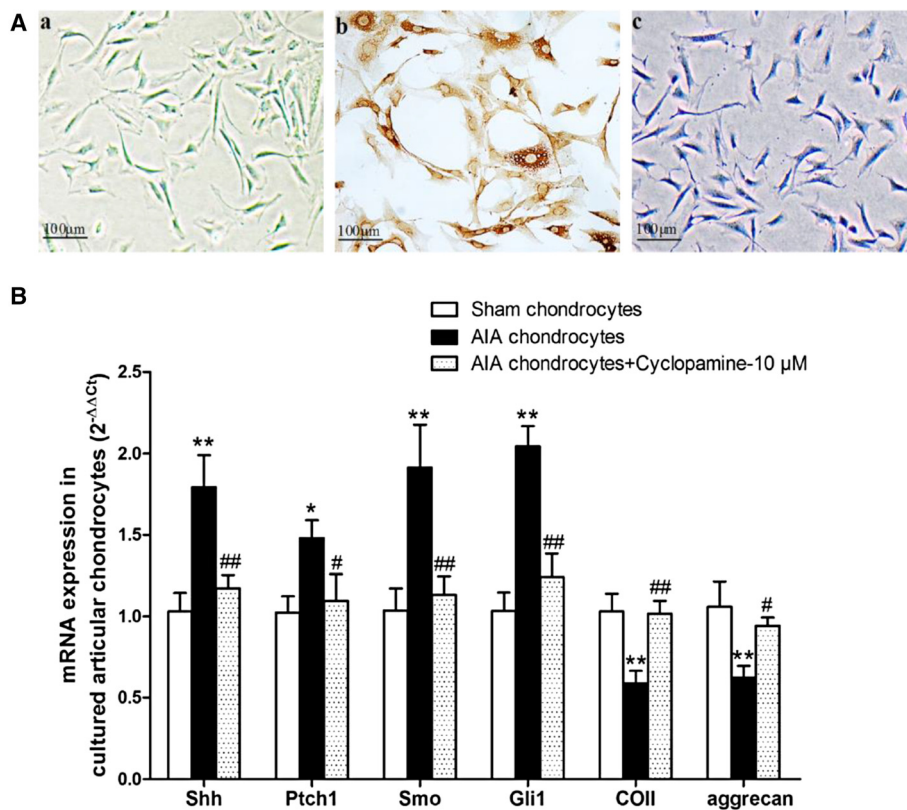 A
a
b
c
100μm
100μm
100μm
B
Sham chondrocytes
AIA chondrocytes
AIA chondrocytes+Cyclopamine-10 μM
mRNA expression in
cultured articular chondrocytes (2^-ΔΔCt)
2.5
2.0
1.5
1.0
0.5
0.0
**
##
*
#
**
##
**
##
**
##
**
#
Shh
Ptch1
Smo
Gli1
COII
aggrecan